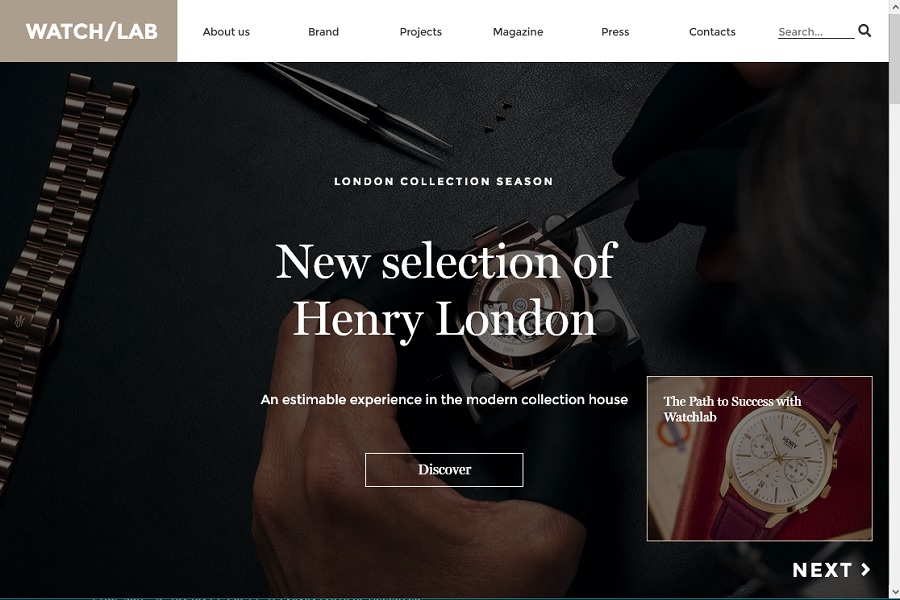 WATCH/LAB
About us
Brand
Projects
Magazine
Press
Contacts
Search...
LONDON COLLECTION SEASON
New selection of
Henry London
An estimable experience in the modern collection house
The Path to Success with
Watchlab
HENRY
Discover
NEXT